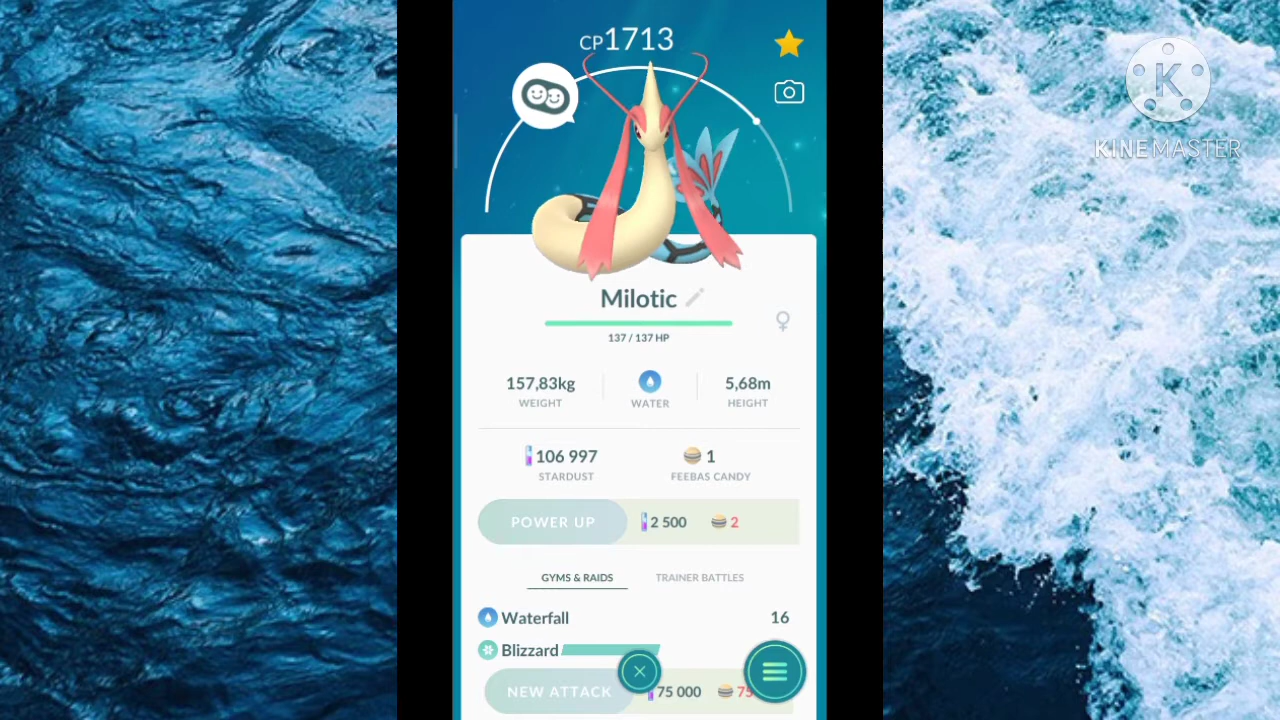 CP1713
K
KINEMASTER
Milotic
137 / 137 HP
157,83kg
WEIGHT
WATER
5,68m
HEIGHT
106 997
STARDUST
1
FEEBAS CANDY
POWER UP
2 500
2
GYMS & RAIDS
TRAINER BATTLES
Waterfall
16
Blizzard
NEW ATTACK
75 000
75